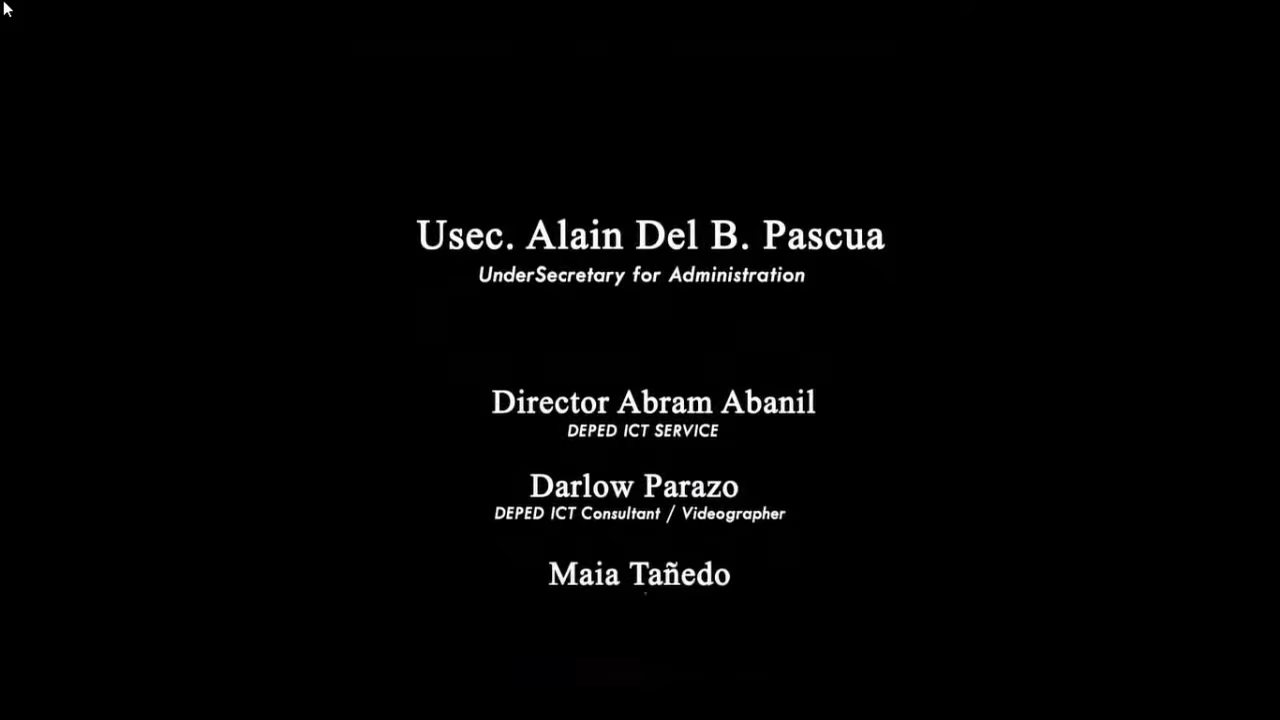 Usec. Alain Del B. Pascua
UnderSecretary for Administration
Director Abram Abanil
DEPED ICT SERVICE
Darlow Parazo
DEPED ICT Consultant / Videographer
Maia Tañedo